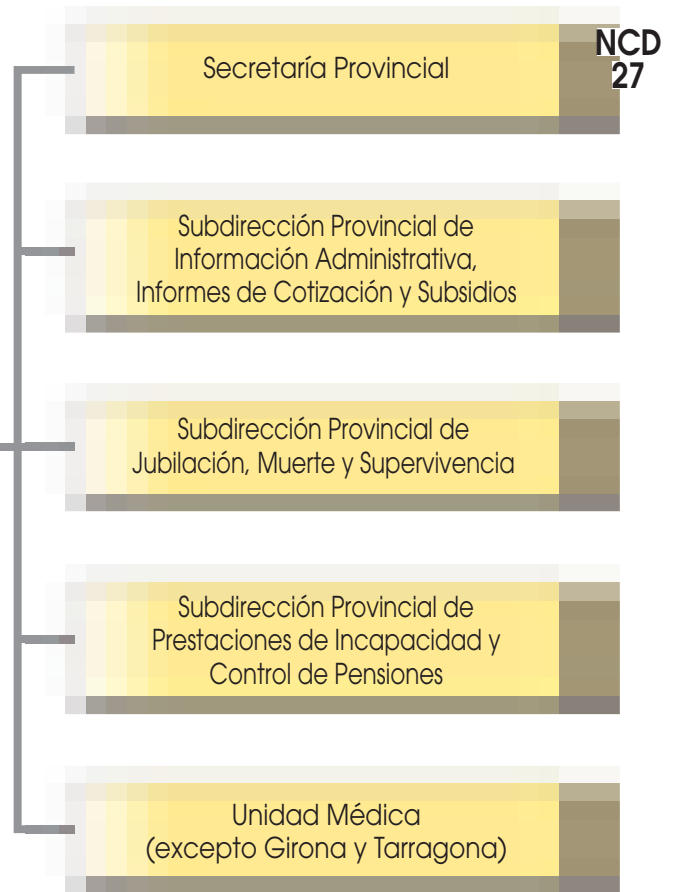 Secretaría Provincial
NCD
27
Subdirección Provincial de
Información Administrativa,
Informes de Cotización y Subsidios
Subdirección Provincial de
Jubilación, Muerte y Supervivencia
Subdirección Provincial de
Prestaciones de Incapacidad y
Control de Pensiones
Unidad Médica
(excepto Girona y Tarragona)